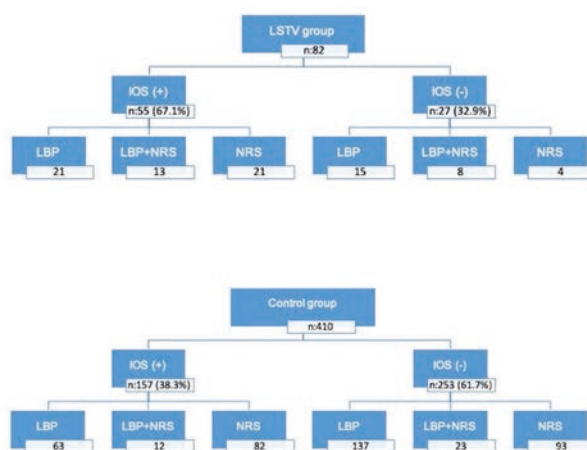 LSTV group
n:82
IOS (+)
n:55 (67.1%)
IOS (-)
n:27 (32.9%)
LBP
21
LBP+NRS
13
NRS
21
LBP
15
LBP+NRS
8
NRS
4
Control group
n:410
IOS (+)
n:157 (38.3%)
IOS (-)
n:253 (61.7%)
LBP
63
LBP+NRS
12
NRS
82
LBP
137
LBP+NRS
23
NRS
93